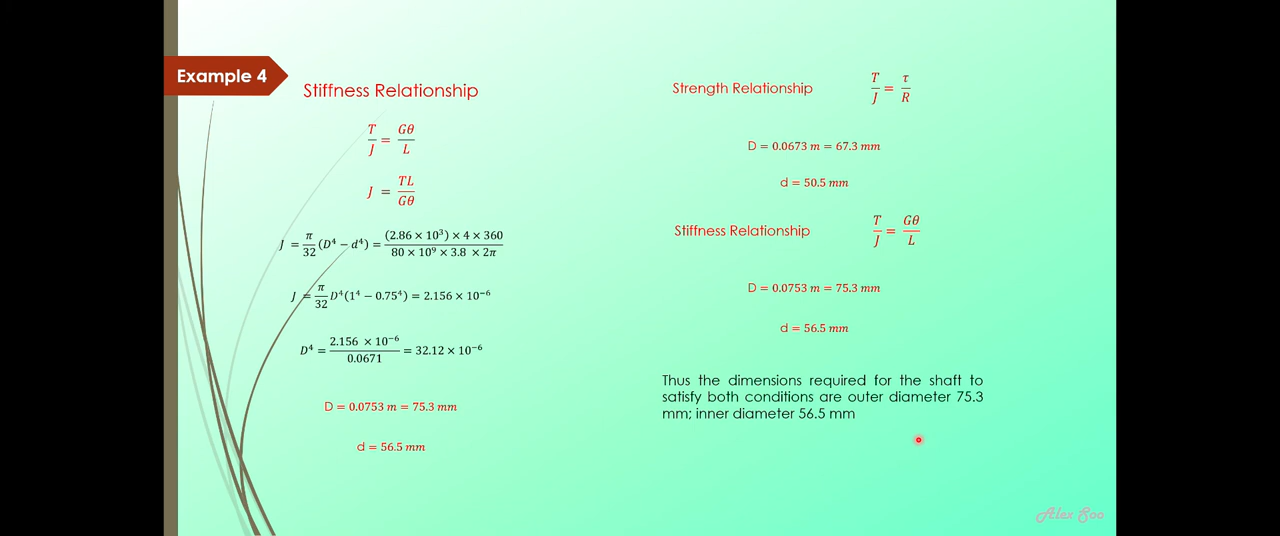 Example 4
Stiffness Relationship
T/J = Gθ/L
J = TL/Gθ
J = π/32 (D⁴ − d⁴) = (2.86 × 10³) × 4 × 360 / 80 × 10⁹ × 3.8 × 2π
J = π/32 D⁴(1⁴ − 0.75⁴) = 2.156 × 10⁻⁶
D⁴ = 2.156 × 10⁻⁶ / 0.0671 = 32.12 × 10⁻⁶
D = 0.0753 m = 75.3 mm
d = 56.5 mm
Strength Relationship T/J = τ/R
D = 0.0673 m = 67.3 mm
d = 50.5 mm
Stiffness Relationship T/J = Gθ/L
D = 0.0753 m = 75.3 mm
d = 56.5 mm
Thus the dimensions required for the shaft to
satisfy both conditions are outer diameter 75.3
mm; inner diameter 56.5 mm
Alex Soo